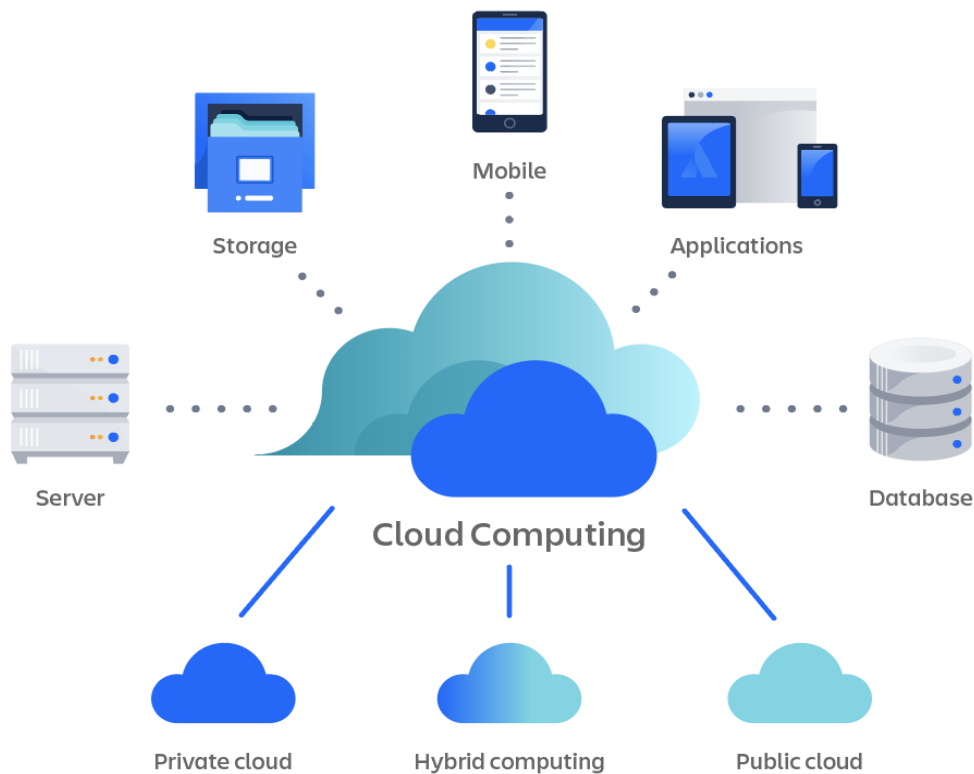 Mobile
Storage
Applications
Server
Database
Cloud Computing
Private cloud
Hybrid computing
Public cloud